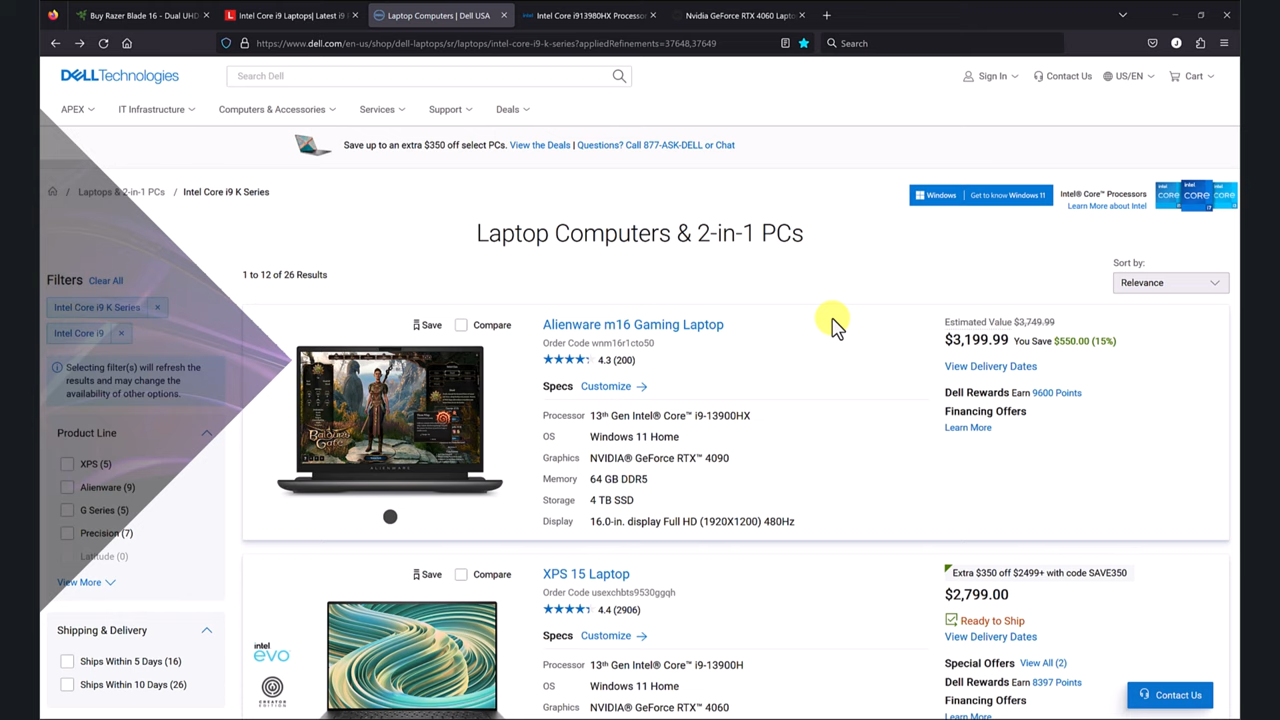 Buy Razer Blade 16 - Dual UHD
Intel Core i9 Laptops| Latest i9
Laptop Computers | Dell USA
Intel Core i913980HX Processor
Nvidia GeForce RTX 4060 Laptop
https://www.dell.com/en-us/shop/dell-laptops/sr/laptops/intel-core-i9-k-series?appliedRefinements=37648,37649
Search
DELLTechnologies
Search Dell
Sign In
Contact Us
US/EN
Cart
APEX
IT Infrastructure
Computers & Accessories
Services
Support
Deals
Save up to an extra $350 off select PCs. View the Deals | Questions? Call 877-ASK-DELL or Chat
/ Laptops & 2-in-1 PCs / Intel Core i9 K Series
Windows | Get to know Windows 11
Intel® Core™ Processors
Learn More about Intel
intel
CORE
Laptop Computers & 2-in-1 PCs
1 to 12 of 26 Results
Sort by:
Relevance
Filters Clear All
Intel Core i9 K Series ×
Intel Core i9 ×
Selecting filter(s) will refresh the
results and may change the
availability of other options.
Product Line
XPS (5)
Alienware (9)
G Series (5)
Precision (7)
Latitude (0)
View More
Shipping & Delivery
Ships Within 5 Days (16)
Ships Within 10 Days (26)
Save
Compare
Baldur's
Gate
ALIENWARE
Alienware m16 Gaming Laptop
Order Code wnm16r1cto50
4.3 (200)
Specs Customize
Processor 13th Gen Intel® Core™ i9-13900HX
OS Windows 11 Home
Graphics NVIDIA® GeForce RTX™ 4090
Memory 64 GB DDR5
Storage 4 TB SSD
Display 16.0-in. display Full HD (1920X1200) 480Hz
Estimated Value $3,749.99
$3,199.99 You Save $550.00 (15%)
View Delivery Dates
Dell Rewards Earn 9600 Points
Financing Offers
Learn More
Save
Compare
intel
evo
XPS 15 Laptop
Order Code usexchbts9530ggqh
4.4 (2906)
Specs Customize
Processor 13th Gen Intel® Core™ i9-13900H
OS Windows 11 Home
Graphics NVIDIA® GeForce RTX™ 4060
Extra $350 off $2499+ with code SAVE350
$2,799.00
Ready to Ship
View Delivery Dates
Special Offers View All (2)
Dell Rewards Earn 8397 Points
Financing Offers
Learn More
Contact Us